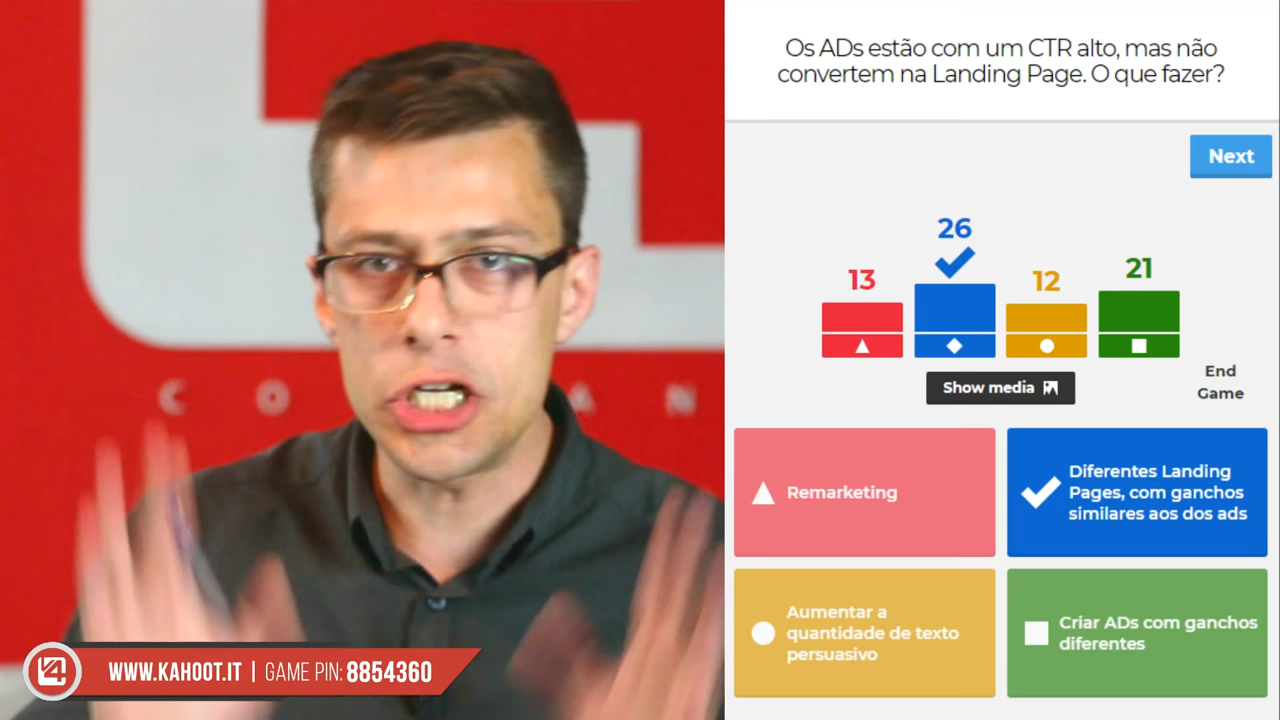 Os ADs estão com um CTR alto, mas não
convertem na Landing Page. O que fazer?
Next
13
26
12
21
Show media
End
Game
Remarketing
Diferentes Landing
Pages, com ganchos
similares aos dos ads
Aumentar a
quantidade de texto
persuasivo
Criar ADs com ganchos
diferentes
C O A N
WWW.KAHOOT.IT | GAME PIN: 8854360